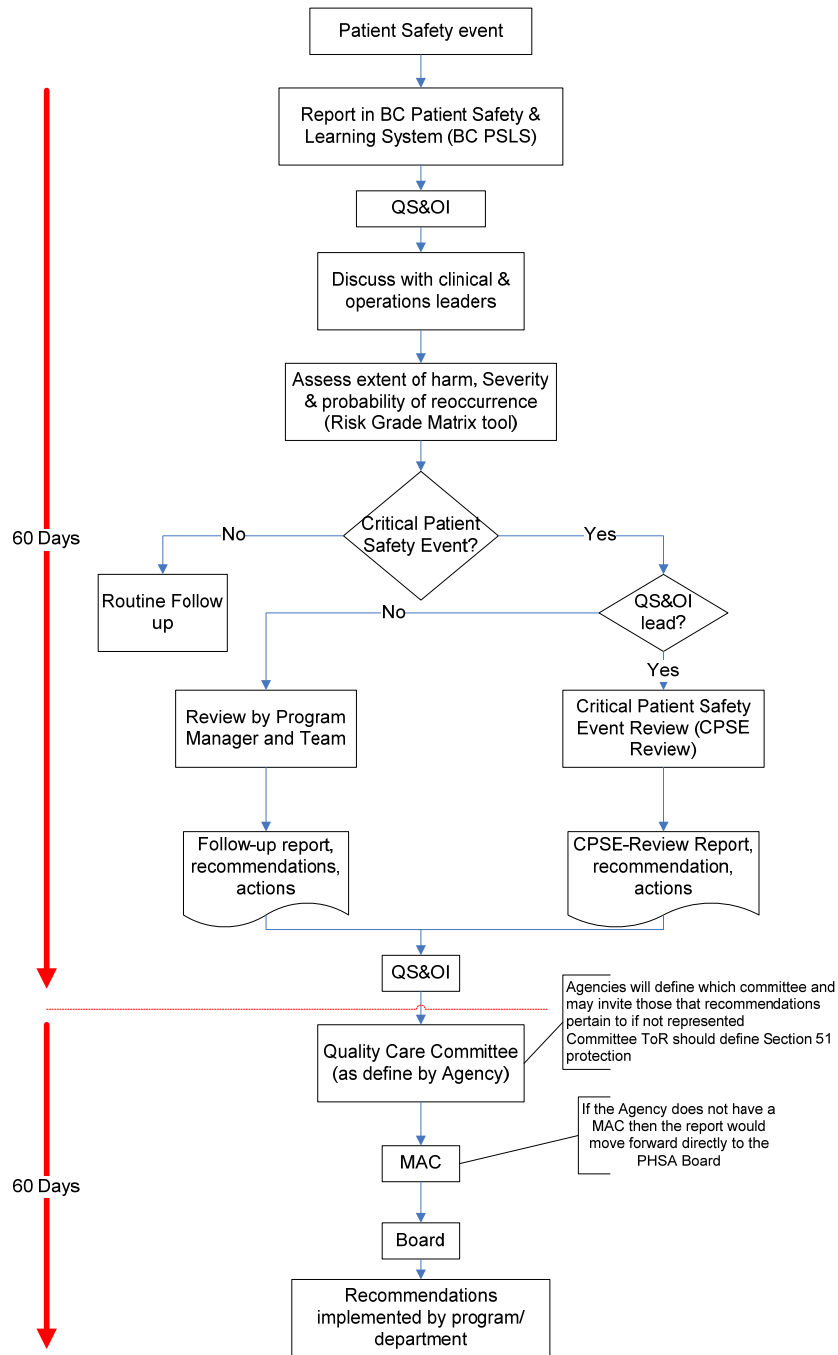 Patient Safety event
Report in BC Patient Safety &
Learning System (BC PSLS)
QS&OI
Discuss with clinical &
operations leaders
Assess extent of harm, Severity
& probability of reoccurrence
(Risk Grade Matrix tool)
60 Days
Critical Patient
Safety Event?
No
Yes
Routine Follow
up
QS&OI
lead?
No
Yes
Review by Program
Manager and Team
Critical Patient Safety
Event Review (CPSE
Review)
Follow-up report,
recommendations,
actions
CPSE-Review Report,
recommendation,
actions
QS&OI
Agencies will define which committee and
may invite those that recommendations
pertain to if not represented
Committee ToR should define Section 51
protection
Quality Care Committee
(as define by Agency)
If the Agency does not have a
MAC then the report would
move forward directly to the
PHSA Board
MAC
60 Days
Board
Recommendations
implemented by program/
department